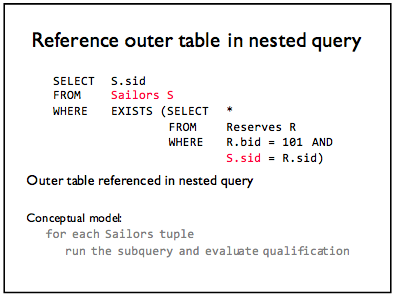 Reference outer table in nested query
SELECT S.sid
FROM Sailors S
WHERE EXISTS (SELECT *
FROM Reserves R
WHERE R.bid = 101 AND
S.sid = R.sid)
Outer table referenced in nested query
Conceptual model:
for each Sailors tuple
run the subquery and evaluate qualification